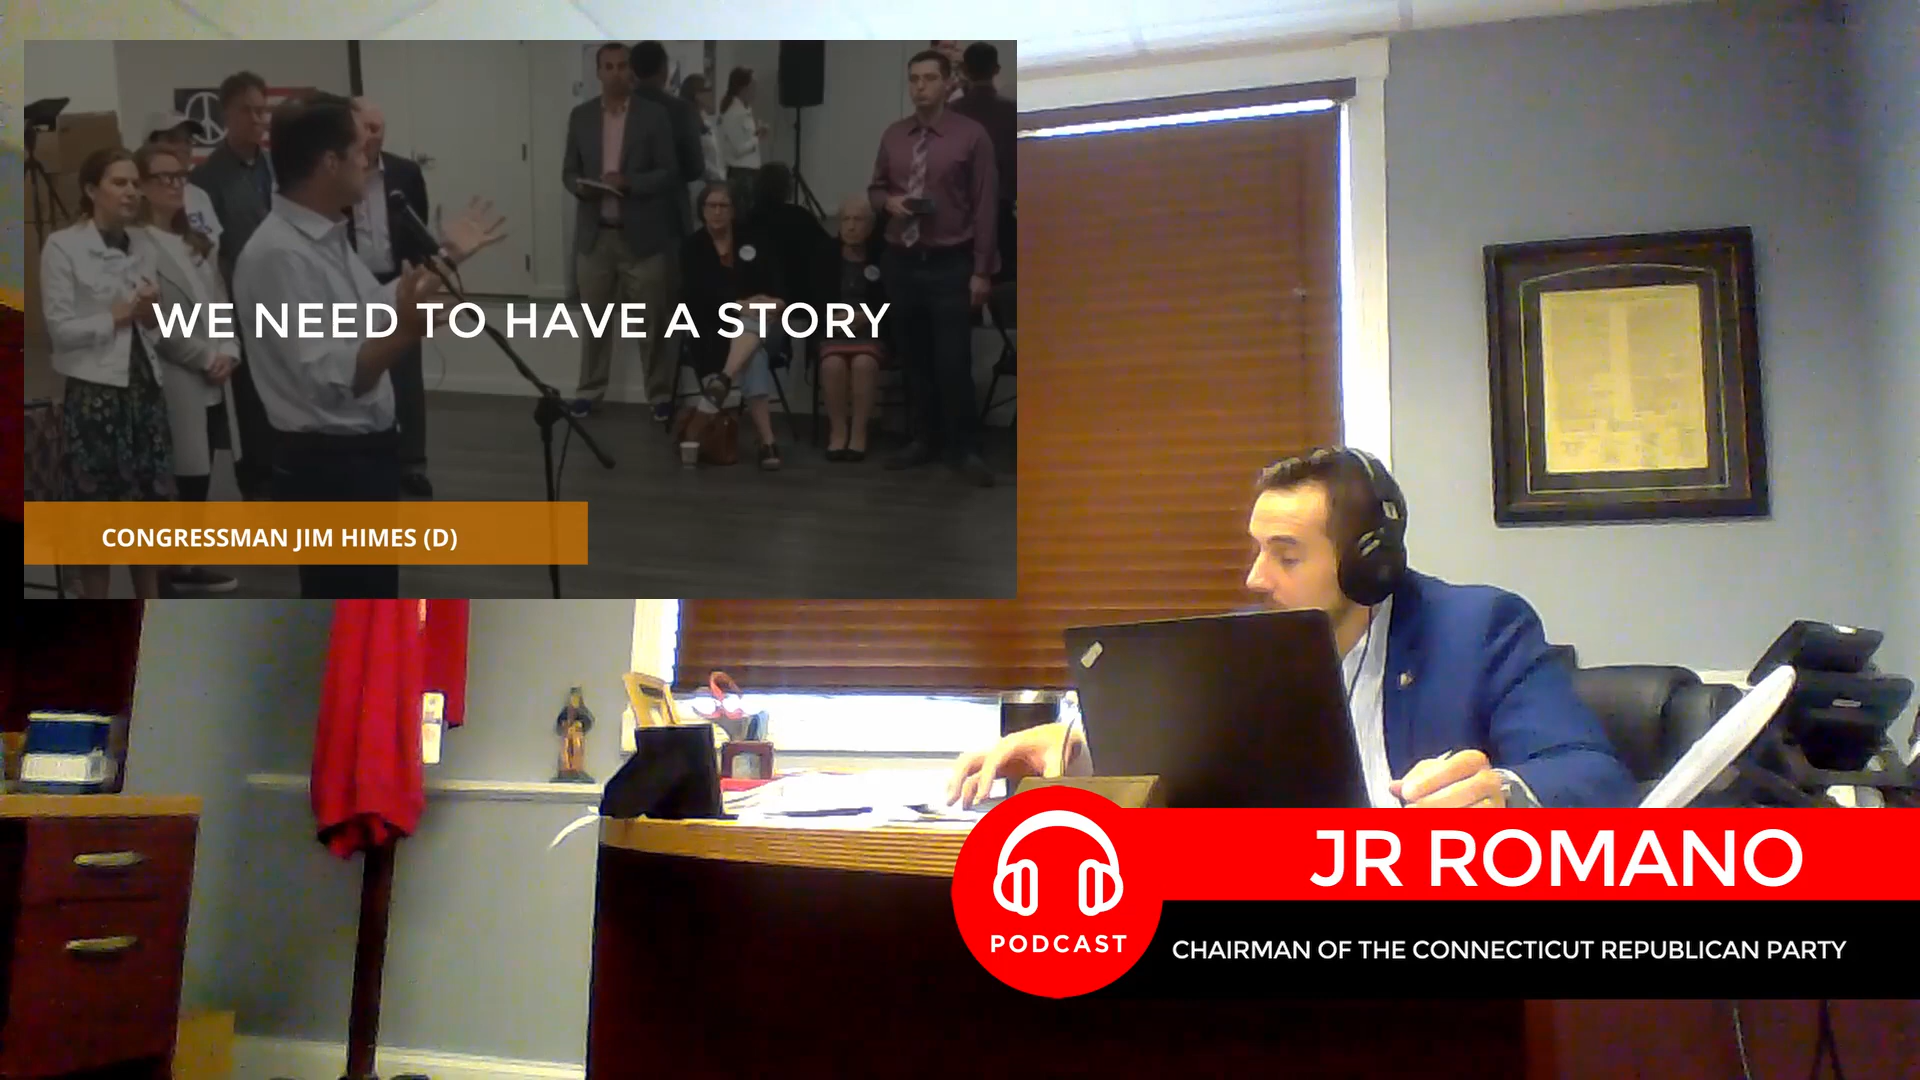 WE NEED TO HAVE A STORY
CONGRESSMAN JIM HIMES (D)
JR ROMANO
PODCAST
CHAIRMAN OF THE CONNECTICUT REPUBLICAN PARTY